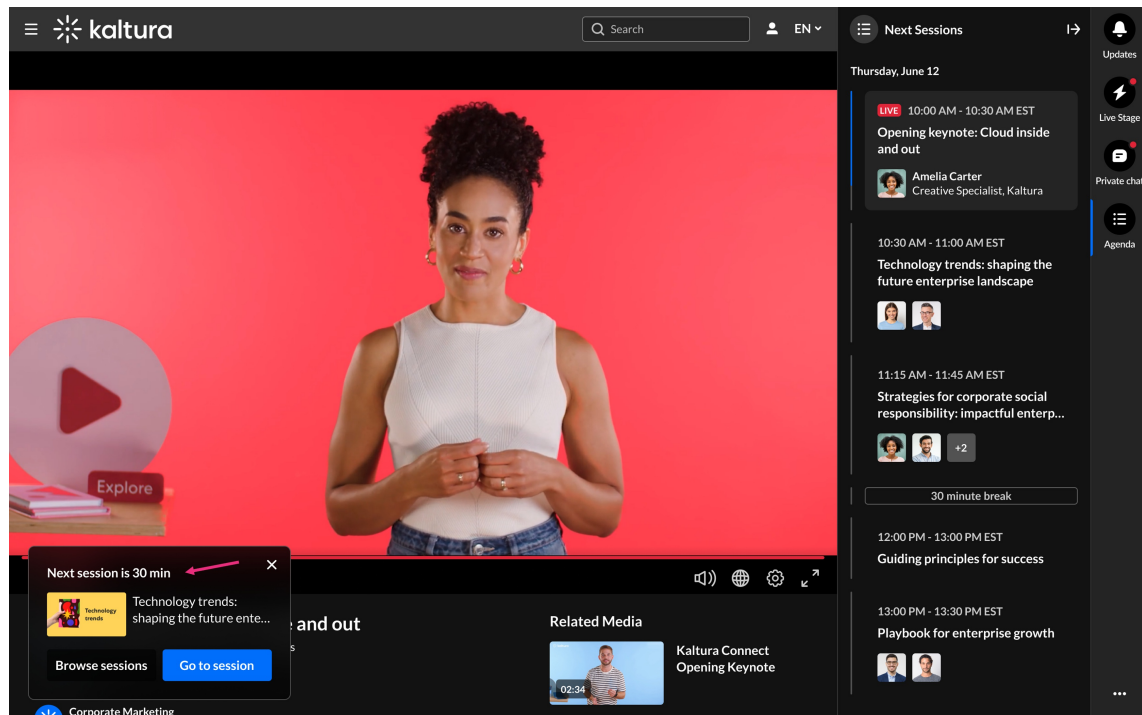 kaltura
Search
EN
Explore
Next session is 30 min
Technology trends
Technology trends:
shaping the future ente...
Browse sessions
Go to session
and out
s
Corporate Marketing
Related Media
02:34
Kaltura Connect
Opening Keynote
Next Sessions
Thursday, June 12
LIVE 10:00 AM - 10:30 AM EST
Opening keynote: Cloud inside
and out
Amelia Carter
Creative Specialist, Kaltura
10:30 AM - 11:00 AM EST
Technology trends: shaping the
future enterprise landscape
11:15 AM - 11:45 AM EST
Strategies for corporate social
responsibility: impactful enterp...
+2
30 minute break
12:00 PM - 13:00 PM EST
Guiding principles for success
13:00 PM - 13:30 PM EST
Playbook for enterprise growth
Updates
Live Stage
Private chat
Agenda